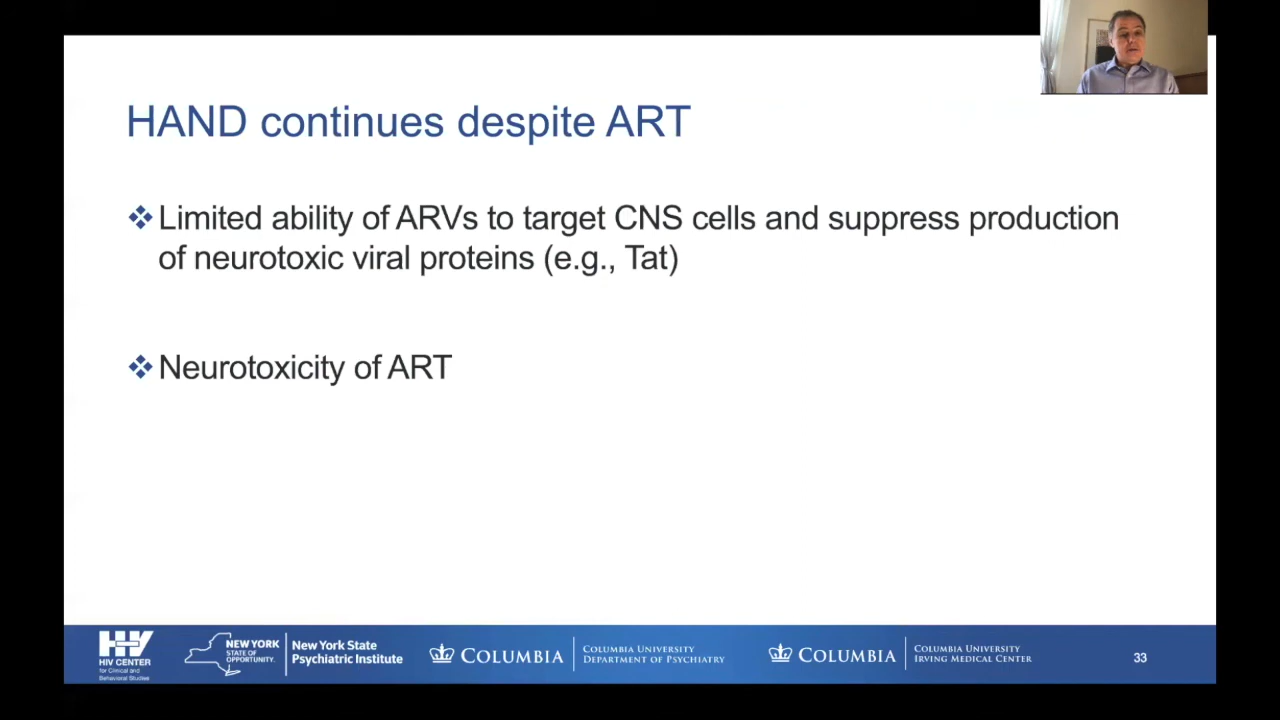 HAND continues despite ART
❖ Limited ability of ARVs to target CNS cells and suppress production
of neurotoxic viral proteins (e.g., Tat)
❖ Neurotoxicity of ART
HIV CENTER
for Clinical and
Behavioral Studies
NEW YORK
STATE OF
OPPORTUNITY.
New York State
Psychiatric Institute
COLUMBIA
COLUMBIA UNIVERSITY
DEPARTMENT OF PSYCHIATRY
COLUMBIA
COLUMBIA UNIVERSITY
IRVING MEDICAL CENTER
33